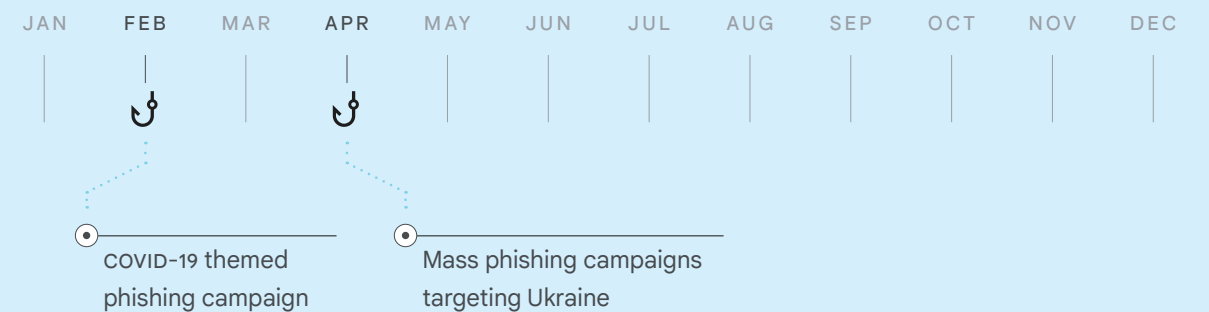 JAN FEB MAR APR MAY JUN JUL AUG SEP OCT NOV DEC
COVID-19 themed
phishing campaign
Mass phishing campaigns
targeting Ukraine